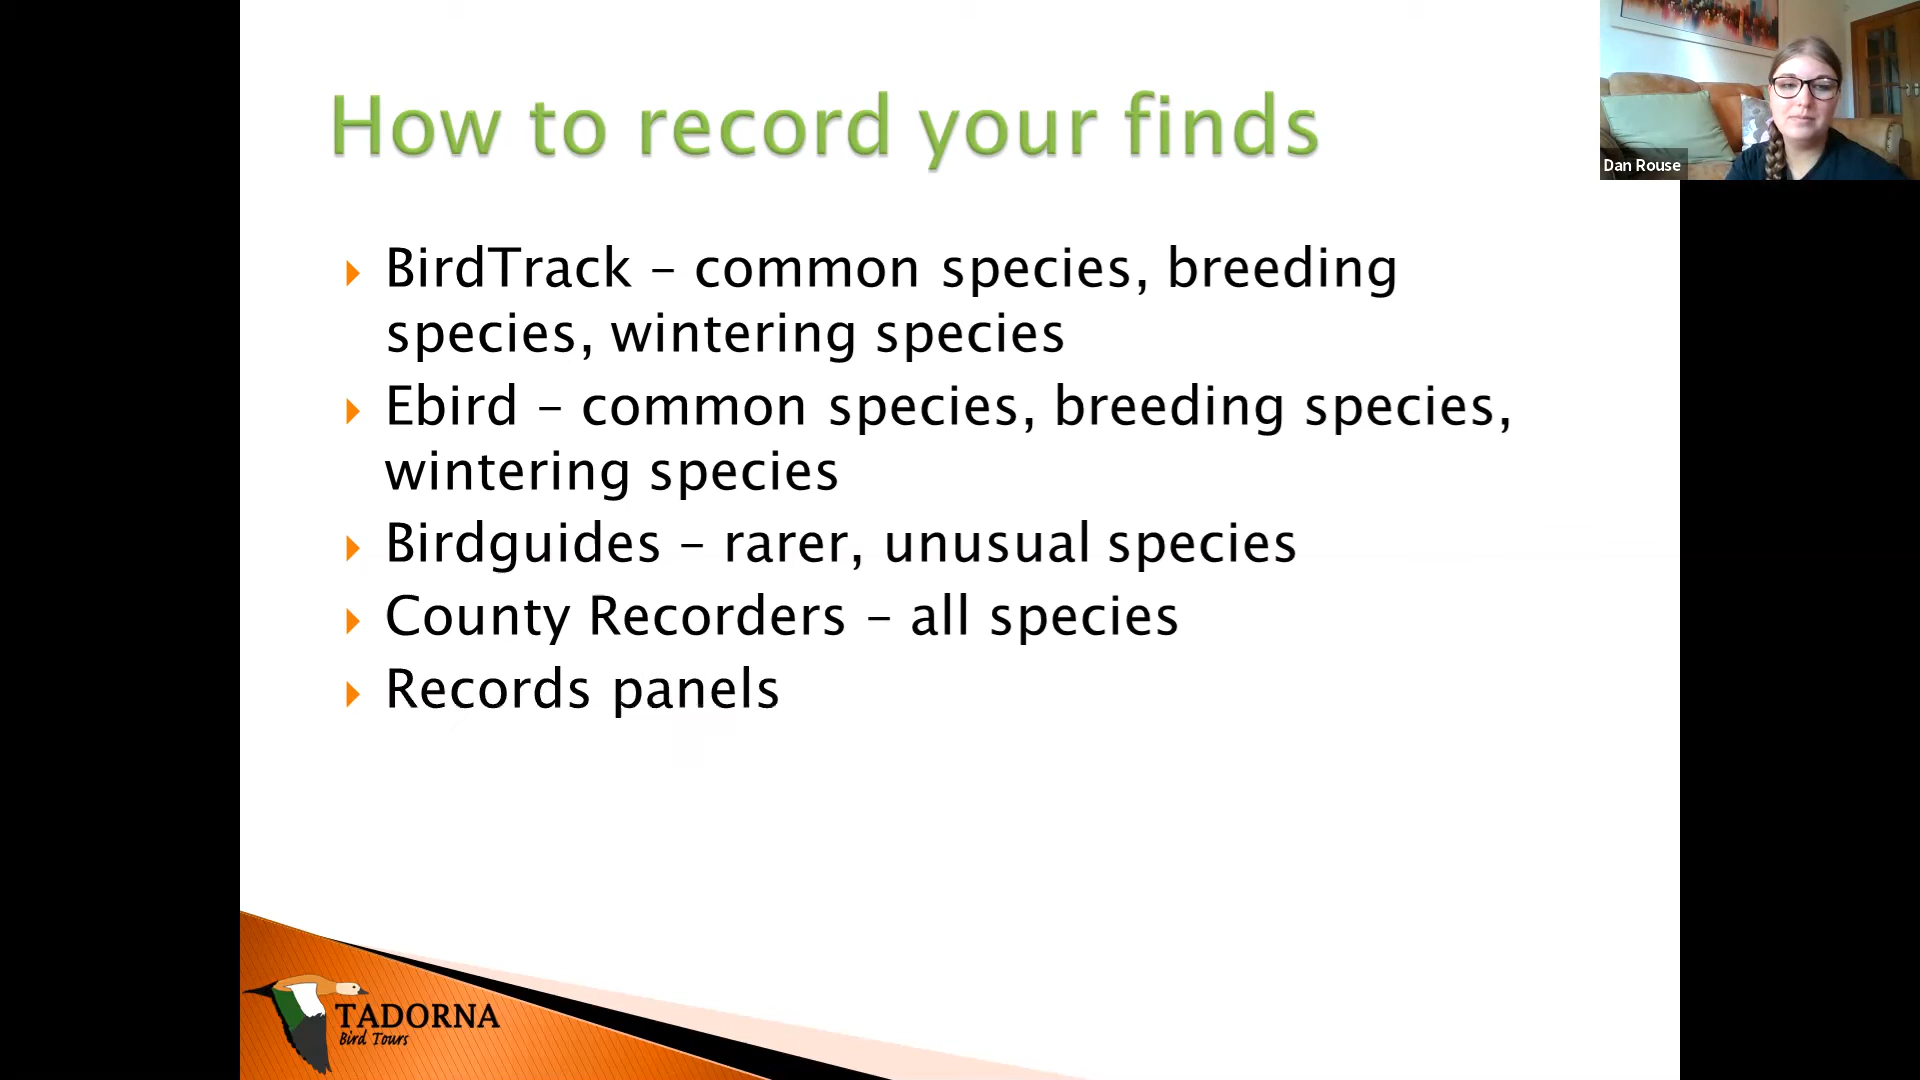 How to record your finds
Dan Rouse
BirdTrack – common species, breeding
species, wintering species
Ebird – common species, breeding species,
wintering species
Birdguides – rarer, unusual species
County Recorders – all species
Records panels
TADORNA
Bird Tours